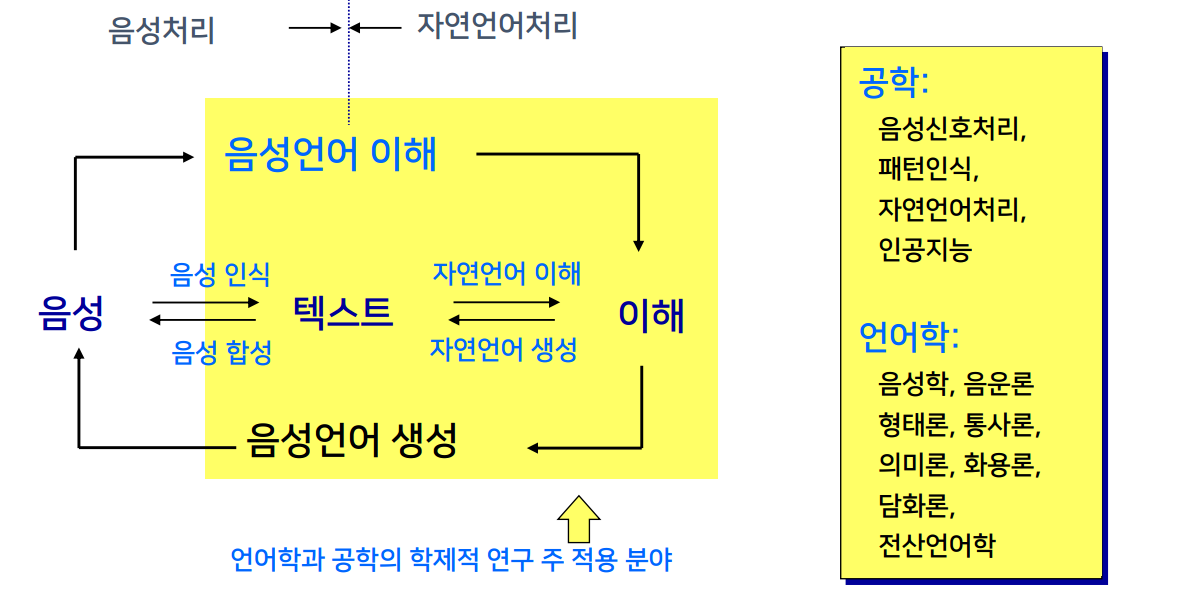 음성처리
자연언어처리
음성언어 이해
음성 인식
자연언어 이해
음성
텍스트
이해
음성 합성
자연언어 생성
음성언어 생성
언어학과 공학의 학제적 연구 주 적용 분야
공학:
음성신호처리,
패턴인식,
자연언어처리,
인공지능
언어학:
음성학, 음운론
형태론, 통사론,
의미론, 화용론,
담화론,
전산언어학